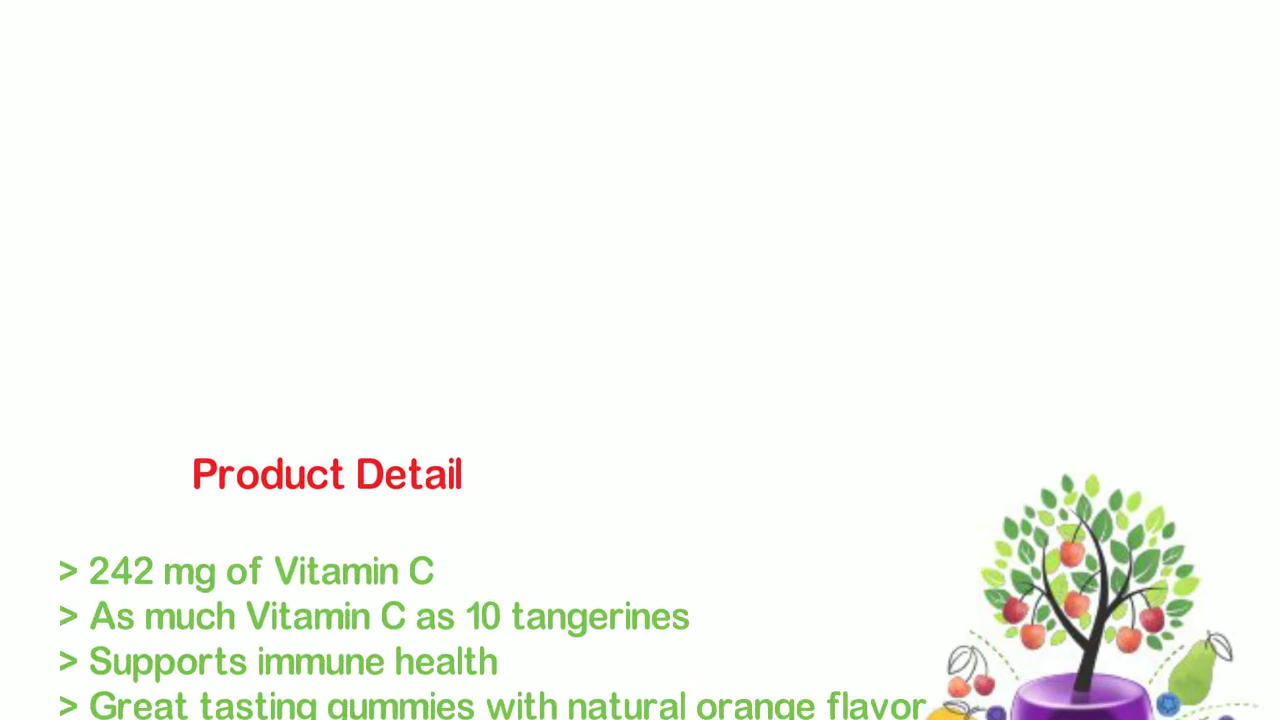 Product Detail
> 242 mg of Vitamin C
> As much Vitamin C as 10 tangerines
> Supports immune health
> Great tasting gummies with natural orange flavor